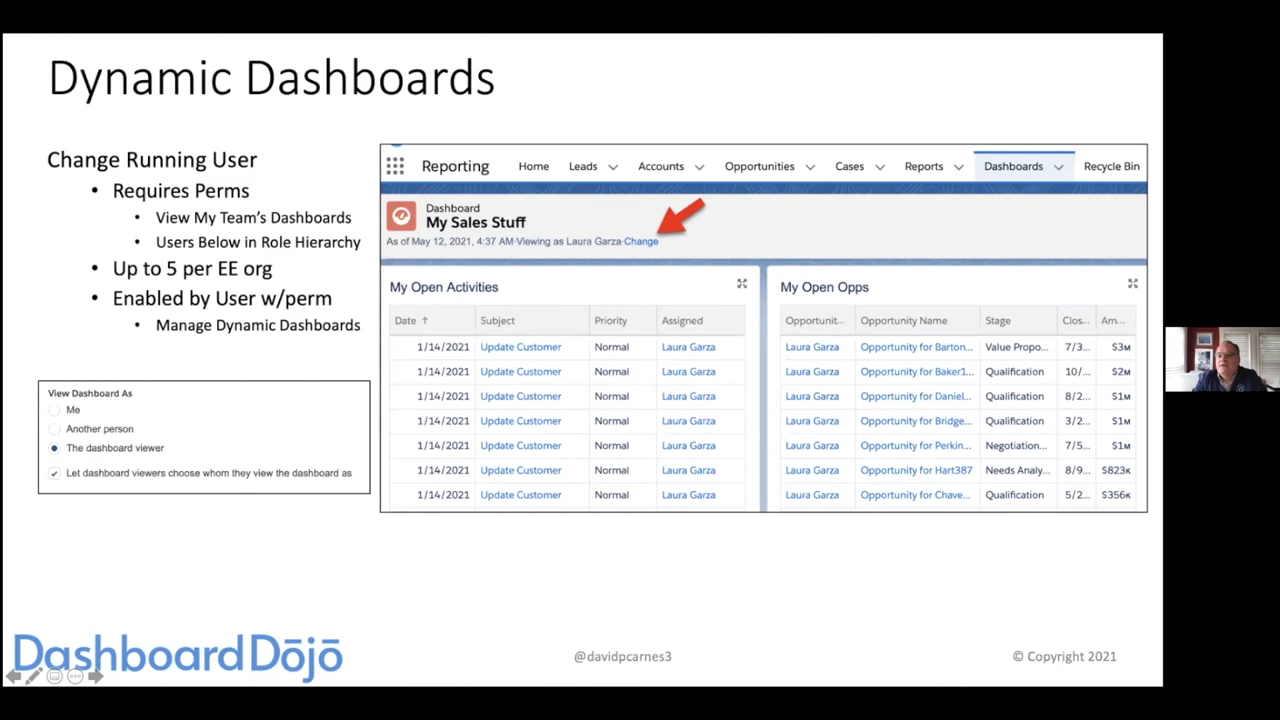 Dynamic Dashboards
Change Running User
• Requires Perms
• View My Team's Dashboards
• Users Below in Role Hierarchy
• Up to 5 per EE org
• Enabled by User w/perm
• Manage Dynamic Dashboards
View Dashboard As
Me
Another person
The dashboard viewer
Let dashboard viewers choose whom they view the dashboard as
Reporting Home Leads Accounts Opportunities Cases Reports Dashboards Recycle Bin
Dashboard
My Sales Stuff
As of May 12, 2021, 4:37 AM·Viewing as Laura Garza·Change
My Open Activities
Date ↑ Subject Priority Assigned
1/14/2021 Update Customer Normal Laura Garza
1/14/2021 Update Customer Normal Laura Garza
1/14/2021 Update Customer Normal Laura Garza
1/14/2021 Update Customer Normal Laura Garza
1/14/2021 Update Customer Normal Laura Garza
1/14/2021 Update Customer Normal Laura Garza
1/14/2021 Update Customer Normal Laura Garza
My Open Opps
Opportunit... Opportunity Name Stage Clos... Am...
Laura Garza Opportunity for Barton... Value Propo... 7/3... $3M
Laura Garza Opportunity for Baker1... Qualification 10/... $2M
Laura Garza Opportunity for Daniel... Qualification 8/2... $1M
Laura Garza Opportunity for Bridge... Qualification 3/2... $1M
Laura Garza Opportunity for Perkin... Negotiation... 7/5... $1M
Laura Garza Opportunity for Hart387 Needs Analy... 8/9... $823K
Laura Garza Opportunity for Chave... Qualification 5/2... $356K
DashboardDōjō
@davidpcarnes3
© Copyright 2021